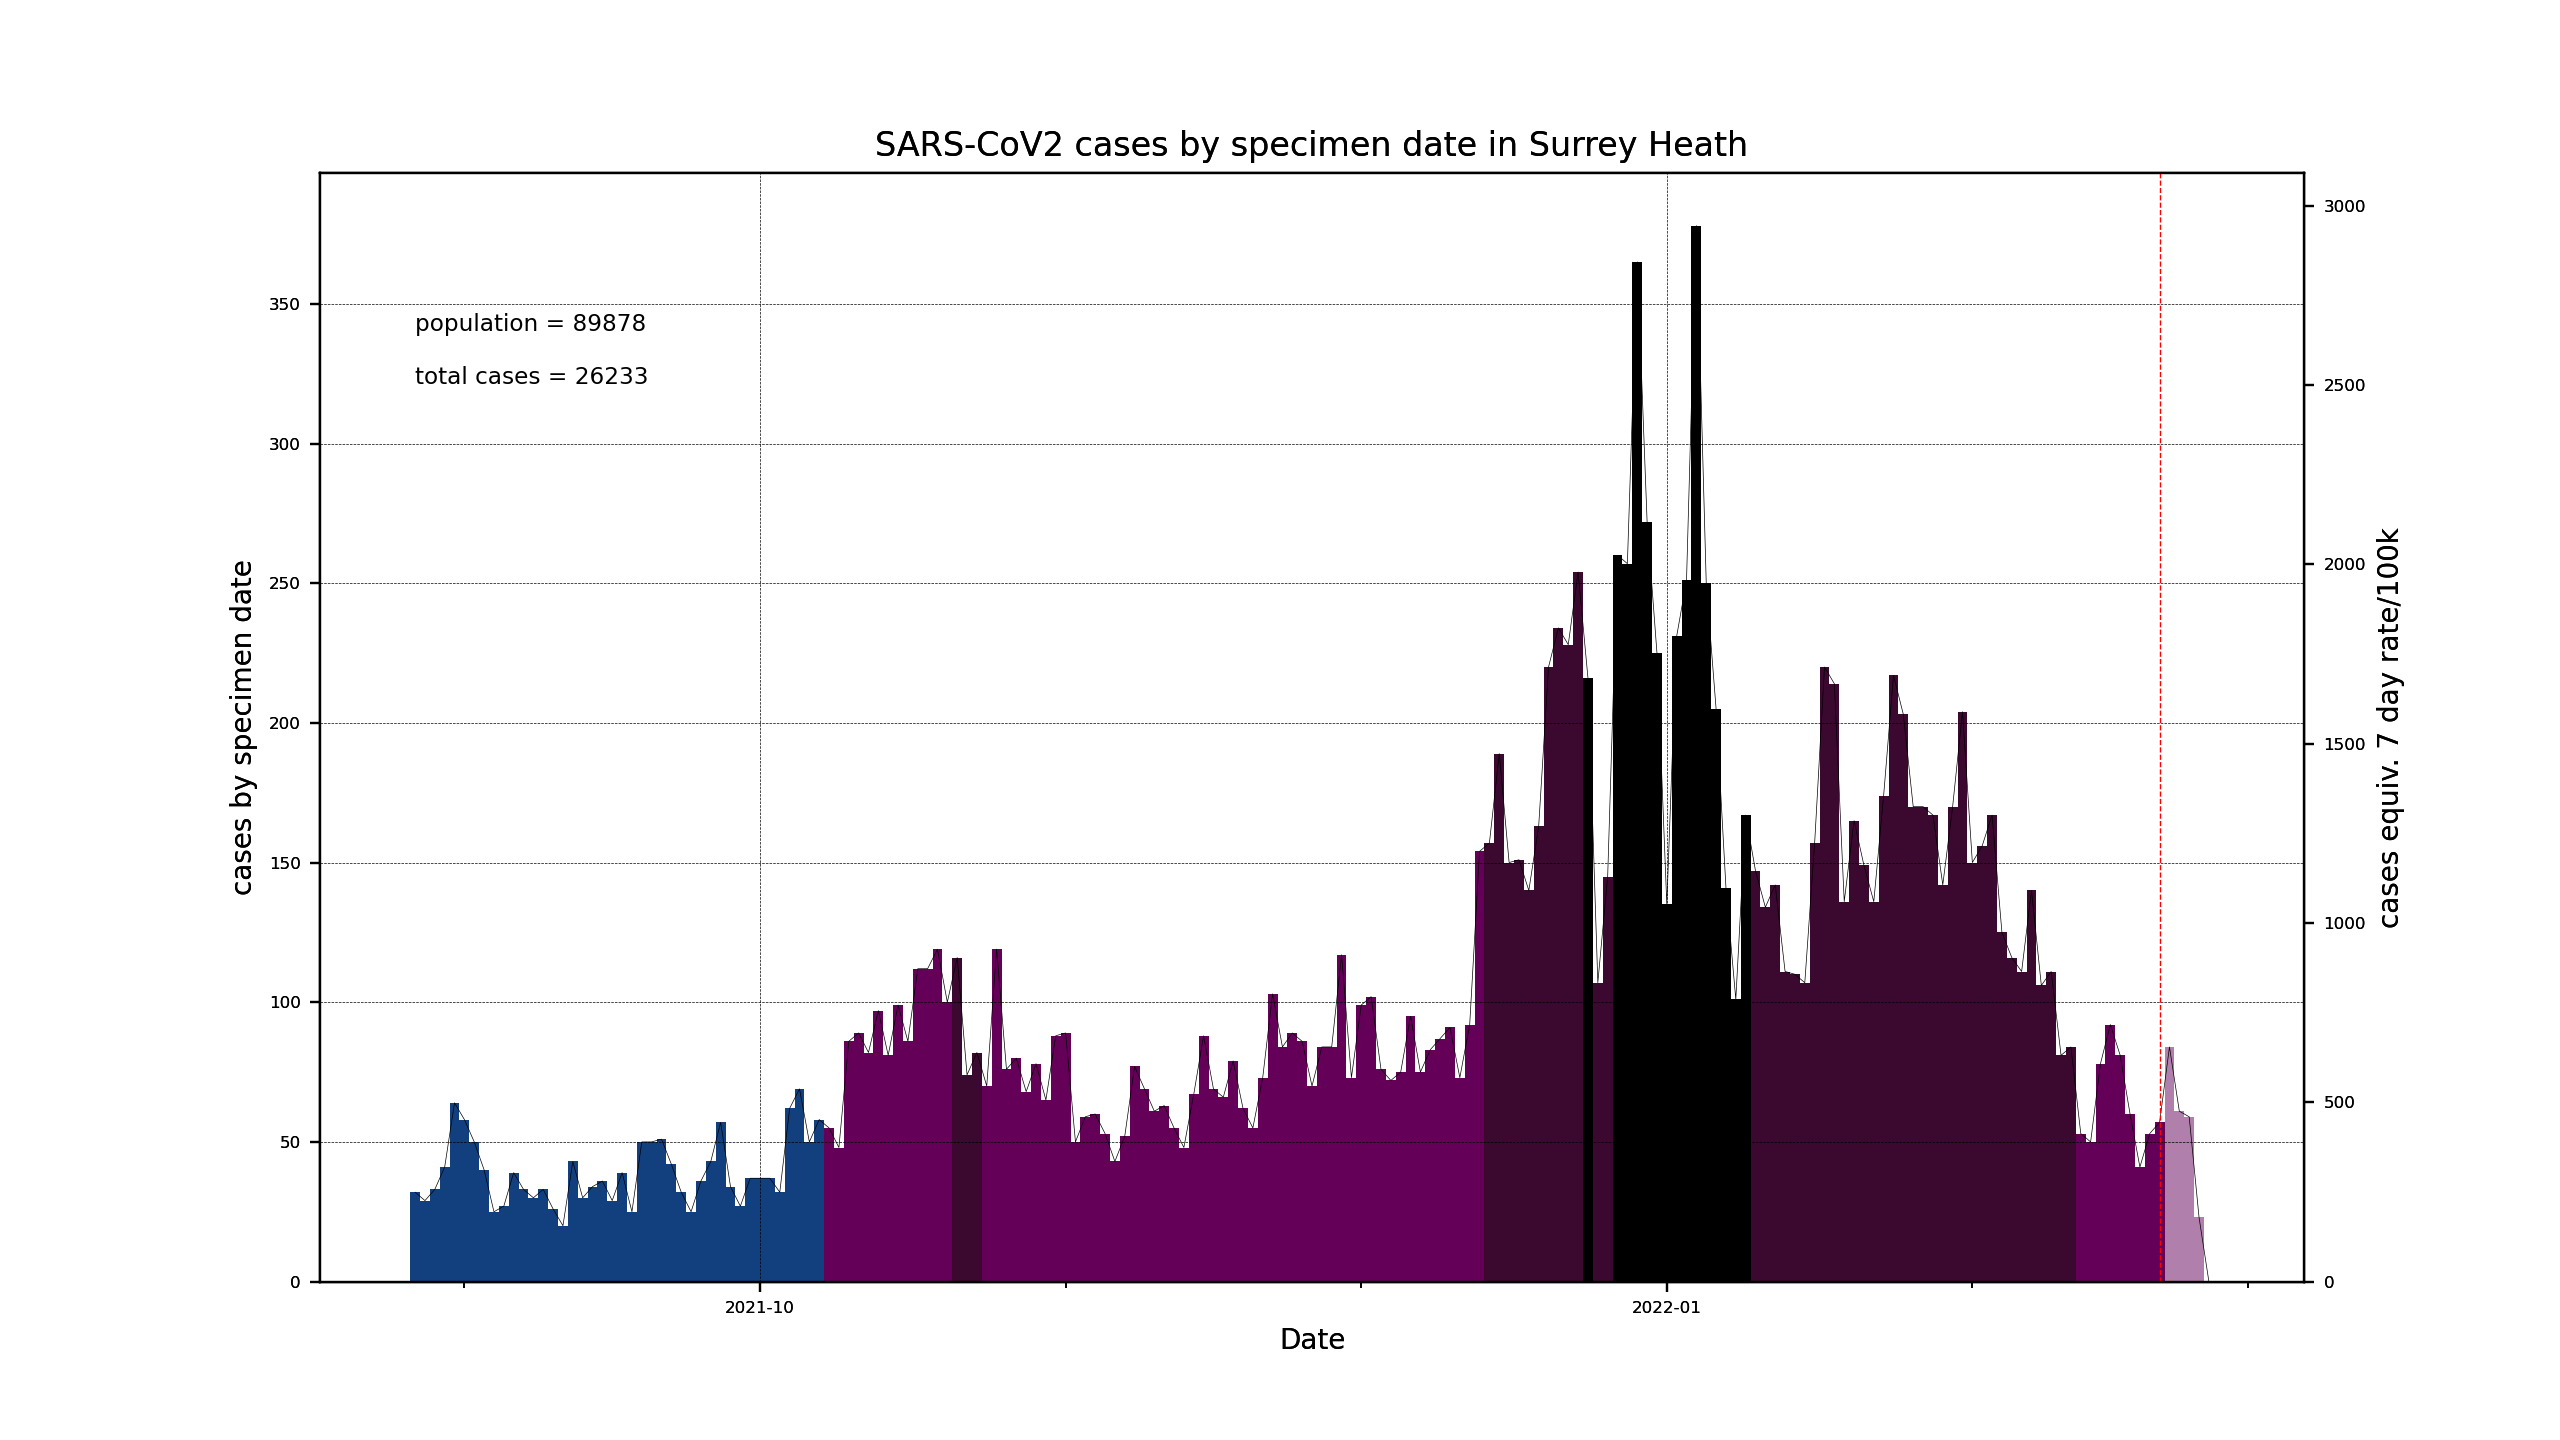 SARS-CoV2 cases by specimen date in Surrey Heath
population = 89878
total cases = 26233
cases by specimen date
350
300
250
200
150
100
50
0
3000
2500
2000
1500
1000
500
0
cases equiv. 7 day rate/100k
2021-10
2022-01
Date